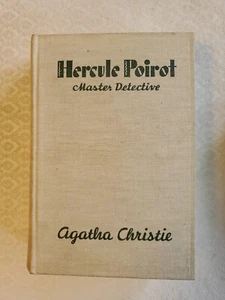 Hercule Poirot
Master Detective
Agatha Christie